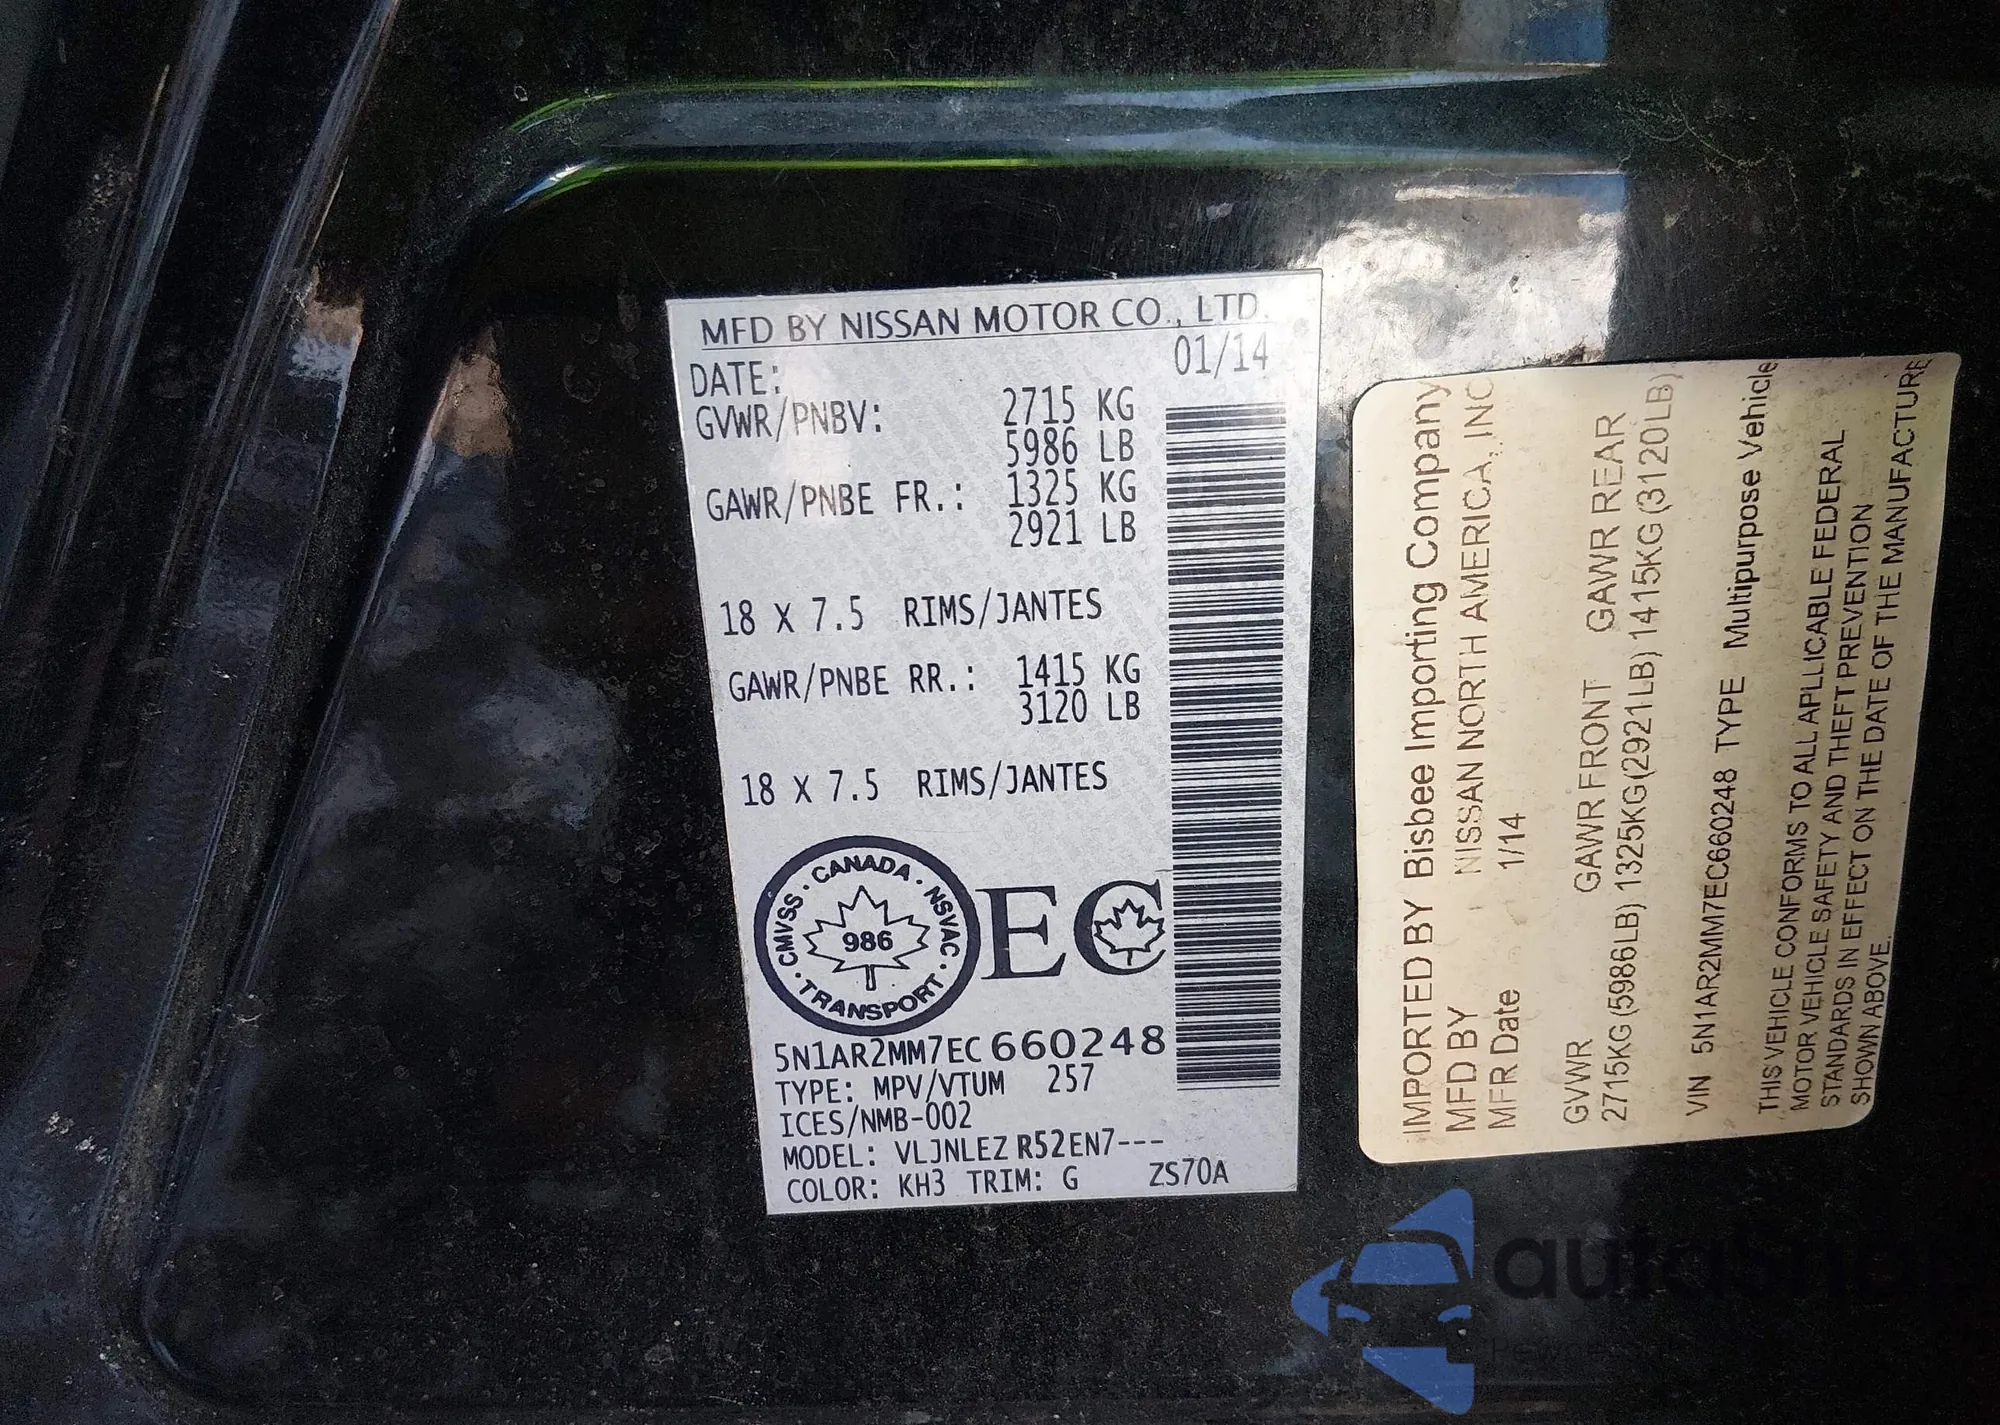 MFD BY NISSAN MOTOR CO., LTD.
DATE: 01/14
GVWR/PNBV: 2715 KG
5986 LB
GAWR/PNBE FR.: 1325 KG
2921 LB
18 X 7.5 RIMS/JANTES
GAWR/PNBE RR.: 1415 KG
3120 LB
18 X 7.5 RIMS/JANTES
CMVSS · CANADA · NSVAC · TRANSPORT ·
986
EC
5N1AR2MM7EC660248
TYPE: MPV/VTUM 257
ICES/NMB-002
MODEL: VLJNLEZ R52EN7---
COLOR: KH3 TRIM: G ZS70A
IMPORTED BY Bisbee Importing Company
MFD BY NISSAN NORTH AMERICA, INC
MFR Date 1/14
GVWR GAWR FRONT GAWR REAR
2715KG (5986LB) 1325KG(2921LB) 1415KG(3120LB)
VIN 5N1AR2MM7EC660248 TYPE Multipurpose Vehicle
THIS VEHICLE CONFORMS TO ALL APLLICABLE FEDERAL
MOTOR VEHICLE SAFETY AND THEFT PREVENTION
STANDARDS IN EFFECT ON THE DATE OF THE MANUFACTURE
SHOWN ABOVE.